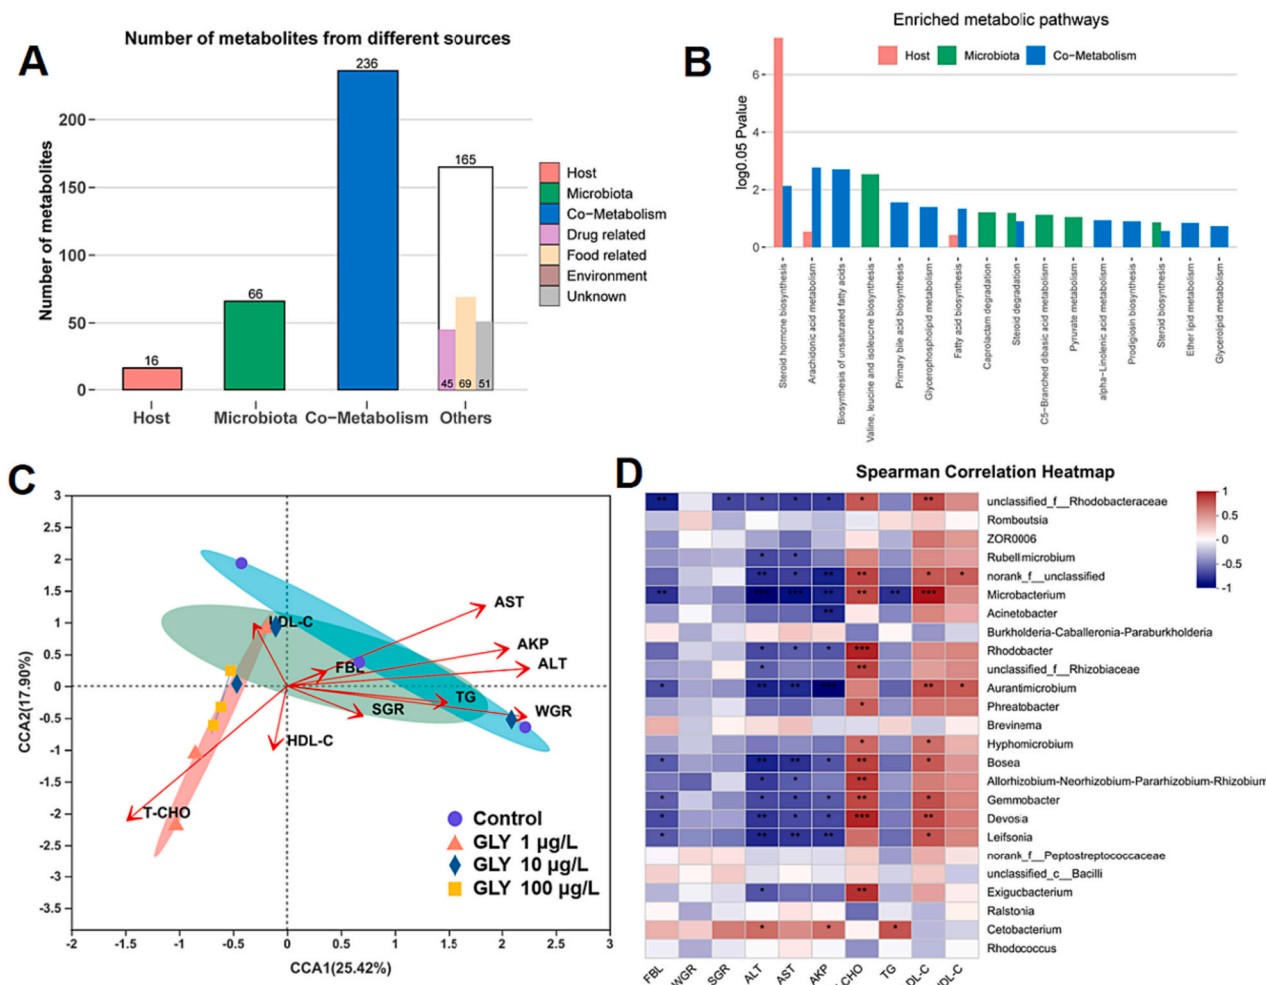 A
Number of metabolites from different sources
Number of metabolites
200
150
100
50
0
16
66
236
165
45
69
51
Host
Microbiota
Co-Metabolism
Others
Host
Microbiota
Co-Metabolism
Drug related
Food related
Environment
Unknown
B
Enriched metabolic pathways
Host
Microbiota
Co-Metabolism
log0.05 Pvalue
6
4
2
0
Steroid hormone biosynthesis
Arachidonic acid metabolism
Biosynthesis of unsaturated fatty acids
Valine, leucine and isoleucine biosynthesis
Primary bile acid biosynthesis
Glycerophospholipid metabolism
Fatty acid biosynthesis
Caprolactam degradation
Steroid degradation
C5-Branched dibasic acid metabolism
Pyruvate metabolism
alpha-Linolenic acid metabolism
Prodigiosin biosynthesis
Steroid biosynthesis
Ether lipid metabolism
Glycerolipid metabolism
C
CCA2(17.90%)
3
2.5
2
1.5
1
0.5
0
-0.5
-1
-1.5
-2
-2.5
-3
-3.5
-2
-1.5
-1
-0.5
0
0.5
1
1.5
2
2.5
3
CCA1(25.42%)
AST
AKP
ALT
FBL
TG
WGR
SGR
HDL-C
T-CHO
Control
GLY 1 μg/L
GLY 10 μg/L
GLY 100 μg/L
D
Spearman Correlation Heatmap
unclassified_f__Rhodobacteraceae
Romboutsia
ZOR0006
Rubellimicrobium
norank_f__unclassified
Microbacterium
Acinetobacter
Burkholderia-Caballeronia-Paraburkholderia
Rhodobacter
unclassified_f__Rhizobiaceae
Aurantimicrobium
Phreatobacter
Brevinema
Hyphomicrobium
Bosea
Allorhizobium-Neorhizobium-Pararhizobium-Rhizobium
Gemmobacter
Devosia
Leifsonia
norank_f__Peptostreptococcaceae
unclassified_c__Bacilli
Exiguobacterium
Ralstonia
Cetobacterium
Rhodococcus
1
0.5
0
-0.5
-1
FBL
WGR
SGR
ALT
AST
AKP
CHO
TG
DL-C